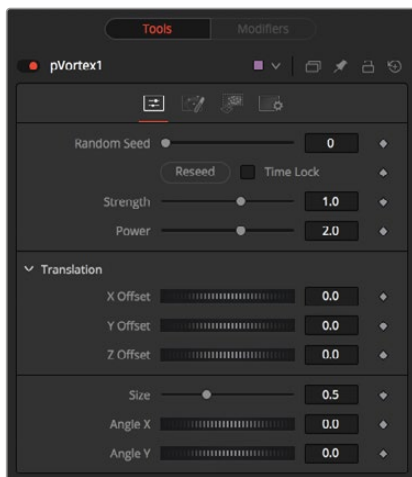 Tools Modifiers
pVortex1
Random Seed 0
Reseed Time Lock
Strength 1.0
Power 2.0
Translation
X Offset 0.0
Y Offset 0.0
Z Offset 0.0
Size 0.5
Angle X 0.0
Angle Y 0.0